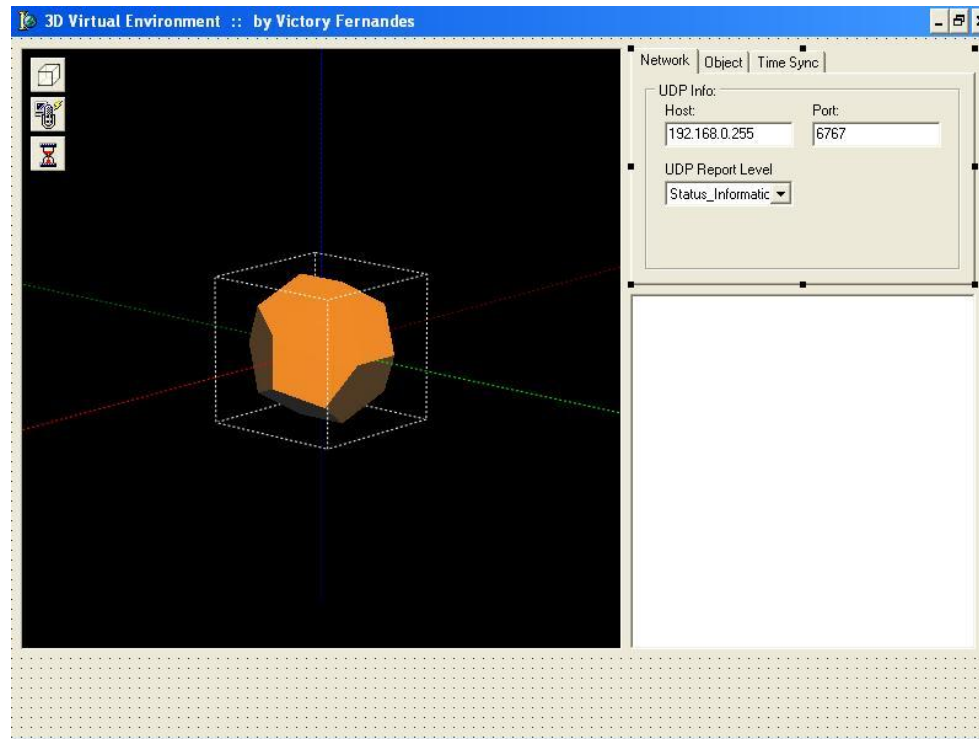 3D Virtual Environment :: by Victory Fernandes
Network Object Time Sync
UDP Info:
Host: Port:
192.168.0.255 6767
UDP Report Level
Status_Informatic